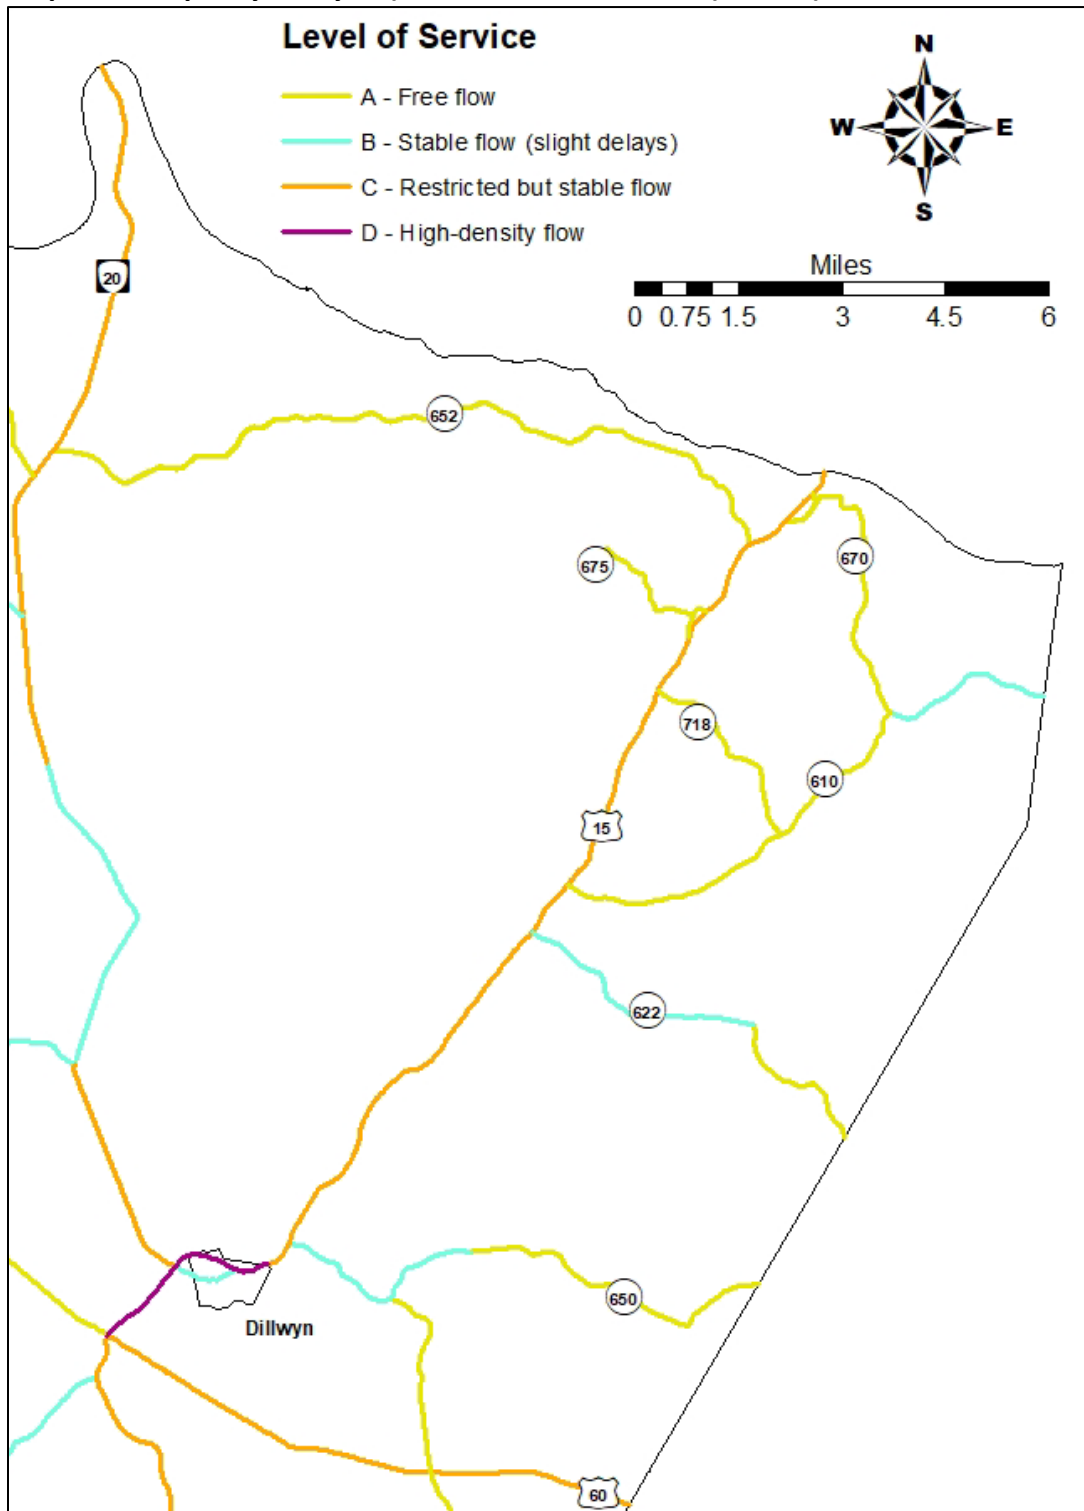 Level of Service
A - Free flow
B - Stable flow (slight delays)
C - Restricted but stable flow
D - High-density flow
N
W
E
S
Miles
0 0.75 1.5 3 4.5 6
20
652
675
670
718
610
15
622
650
Dillwyn
60